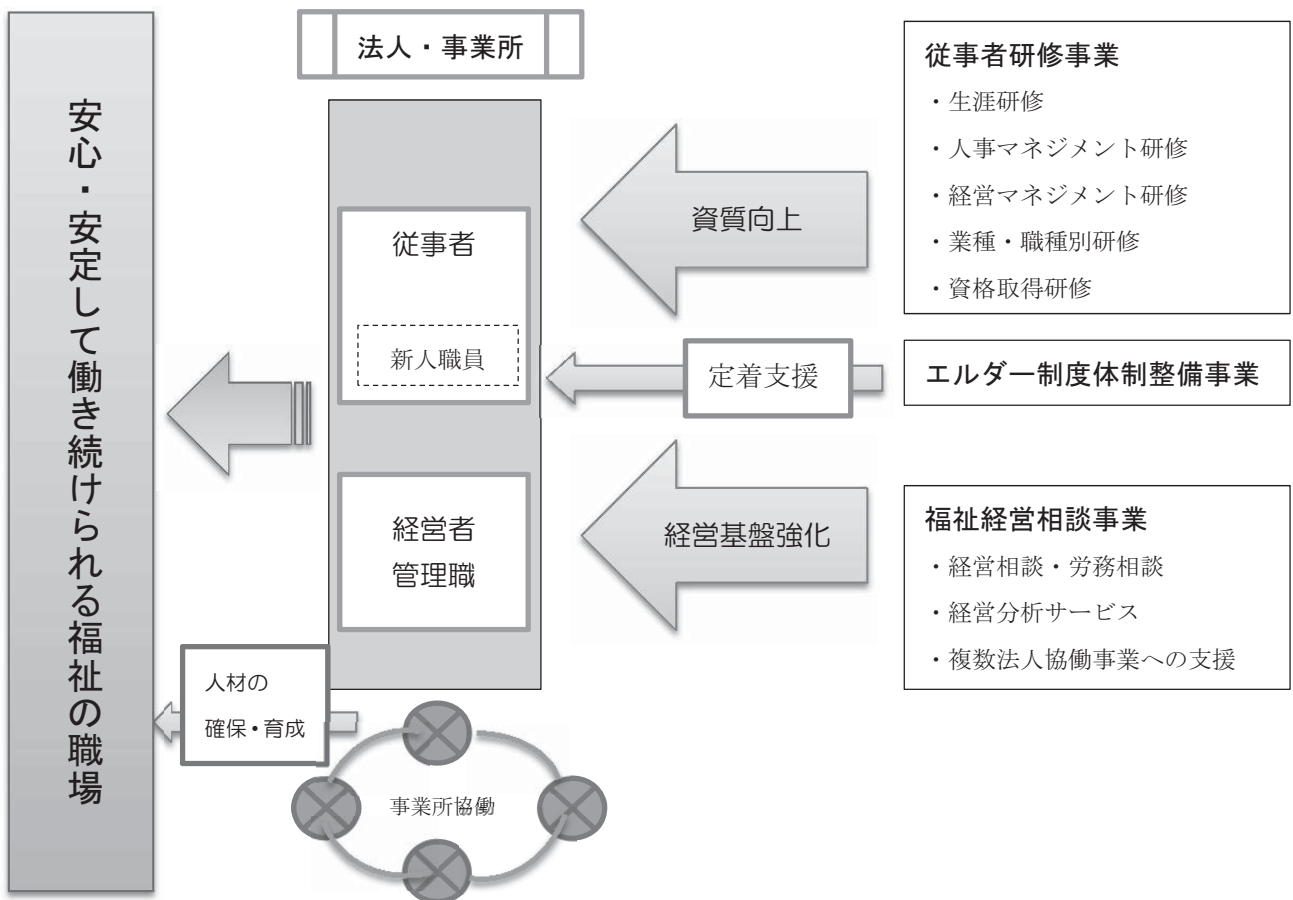 安心・安定して働き続けられる福祉の職場
法人・事業所
従事者
新人職員
経営者
管理職
資質向上
定着支援
経営基盤強化
従事者研修事業
・生涯研修
・人事マネジメント研修
・経営マネジメント研修
・業種・職種別研修
・資格取得研修
エルダー制度体制整備事業
福祉経営相談事業
・経営相談・労務相談
・経営分析サービス
・複数法人協働事業への支援
人材の
確保・育成
事業所協働